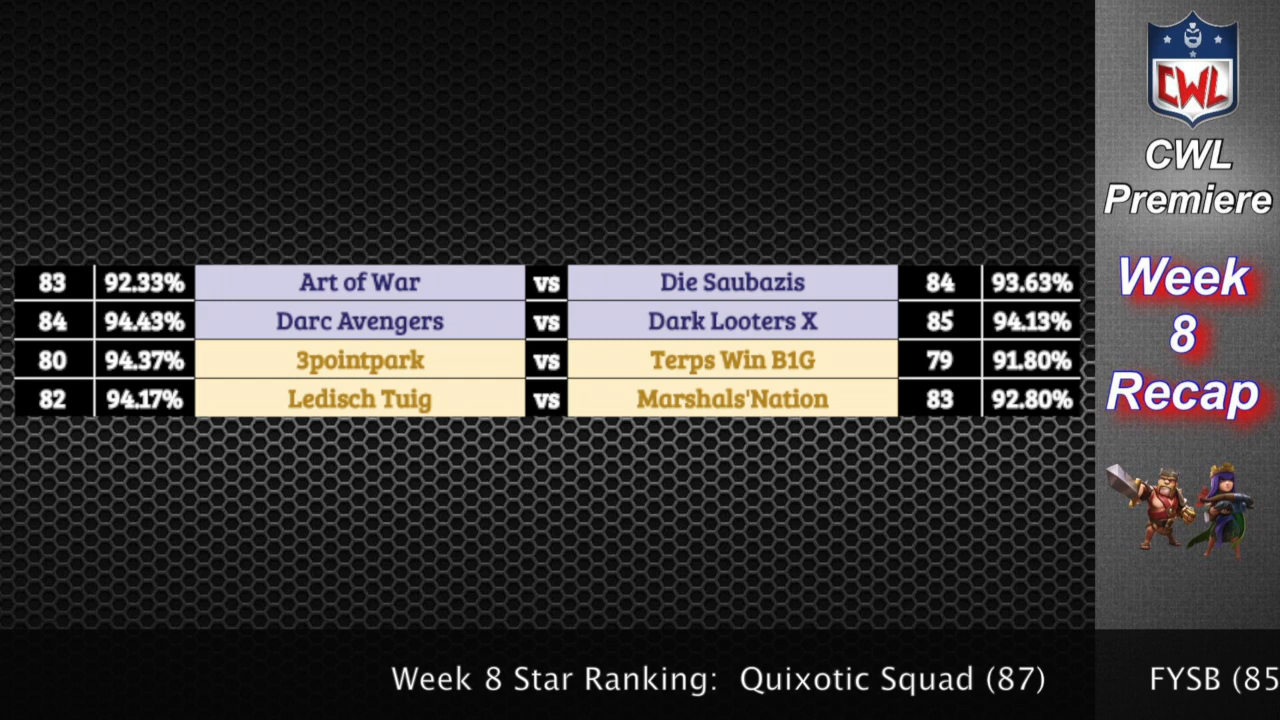 CWL
CWL
Premiere
Week
8
Recap
83 92.33% Art of War vs Die Saubazis 84 93.63%
84 94.43% Darc Avengers vs Dark Looters X 85 94.13%
80 94.37% 3pointpark vs Terps Win B1G 79 91.80%
82 94.17% Ledisch Tuig vs Marshals'Nation 83 92.80%
Week 8 Star Ranking: Quixotic Squad (87) FYSB (85